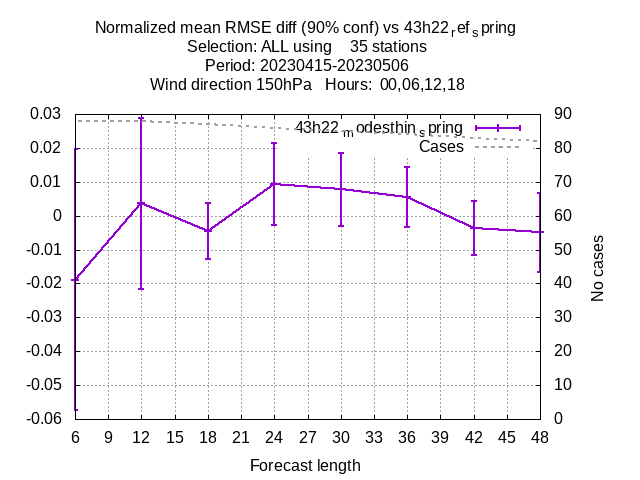 Normalized mean RMSE diff (90% conf) vs 43h22refspring
Selection: ALL using 35 stations
Period: 20230415-20230506
Wind direction 150hPa Hours: 00,06,12,18
43h22modesthinspring
Cases
0.03
0.02
0.01
0
-0.01
-0.02
-0.03
-0.04
-0.05
-0.06
90
80
70
60
50
40
30
20
10
0
No cases
6 9 12 15 18 21 24 27 30 33 36 39 42 45 48
Forecast length